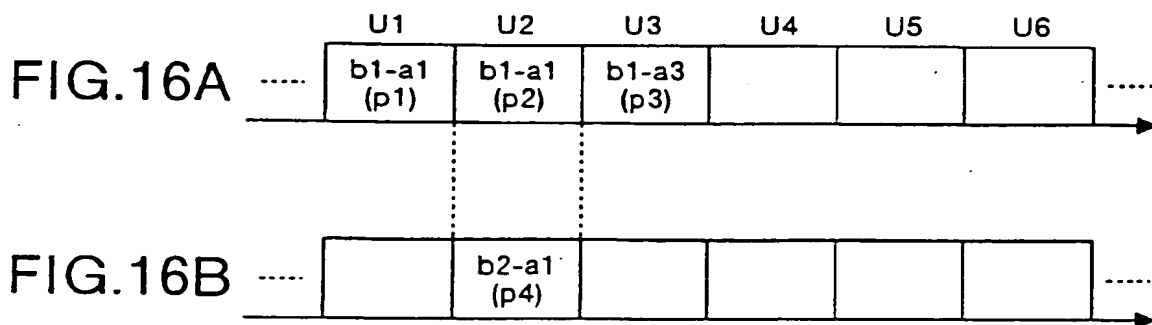 U1 U2 U3 U4 U5 U6
FIG.16A
b1-a1 b1-a1 b1-a3
(p1) (p2) (p3)
FIG.16B
b2-a1
(p4)